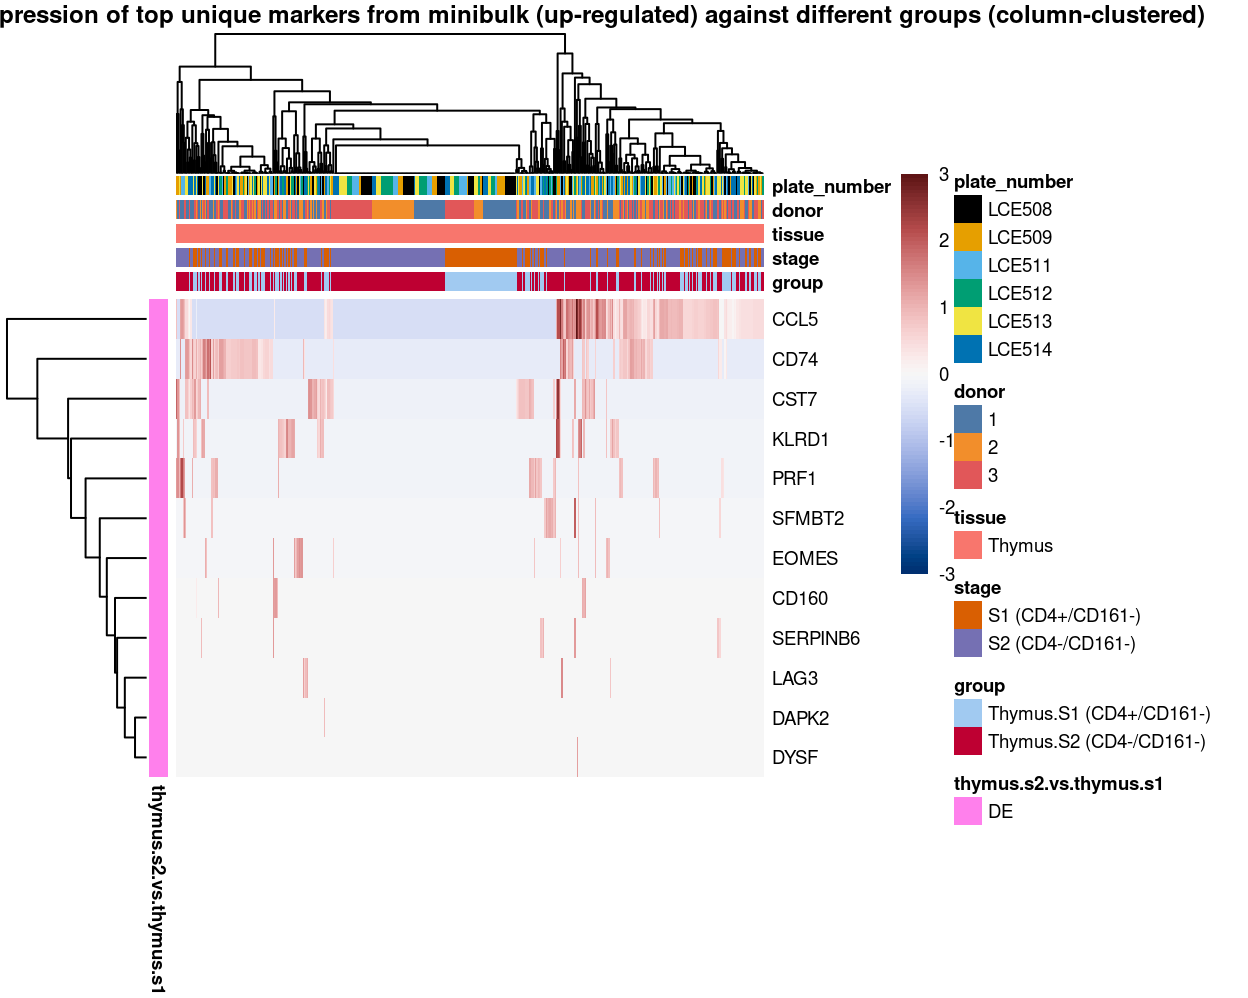 pression of top unique markers from minibulk (up-regulated) against different groups (column-clustered)
plate_number
donor
tissue
stage
group
CCL5
CD74
CST7
KLRD1
PRF1
SFMBT2
EOMES
CD160
SERPINB6
LAG3
DAPK2
DYSF
thymus.s2.vs.thymus.s1
3
2
1
0
-1
-2
-3
plate_number
LCE508
LCE509
LCE511
LCE512
LCE513
LCE514
donor
1
2
3
tissue
Thymus
stage
S1 (CD4+/CD161-)
S2 (CD4-/CD161-)
group
Thymus.S1 (CD4+/CD161-)
Thymus.S2 (CD4-/CD161-)
thymus.s2.vs.thymus.s1
DE